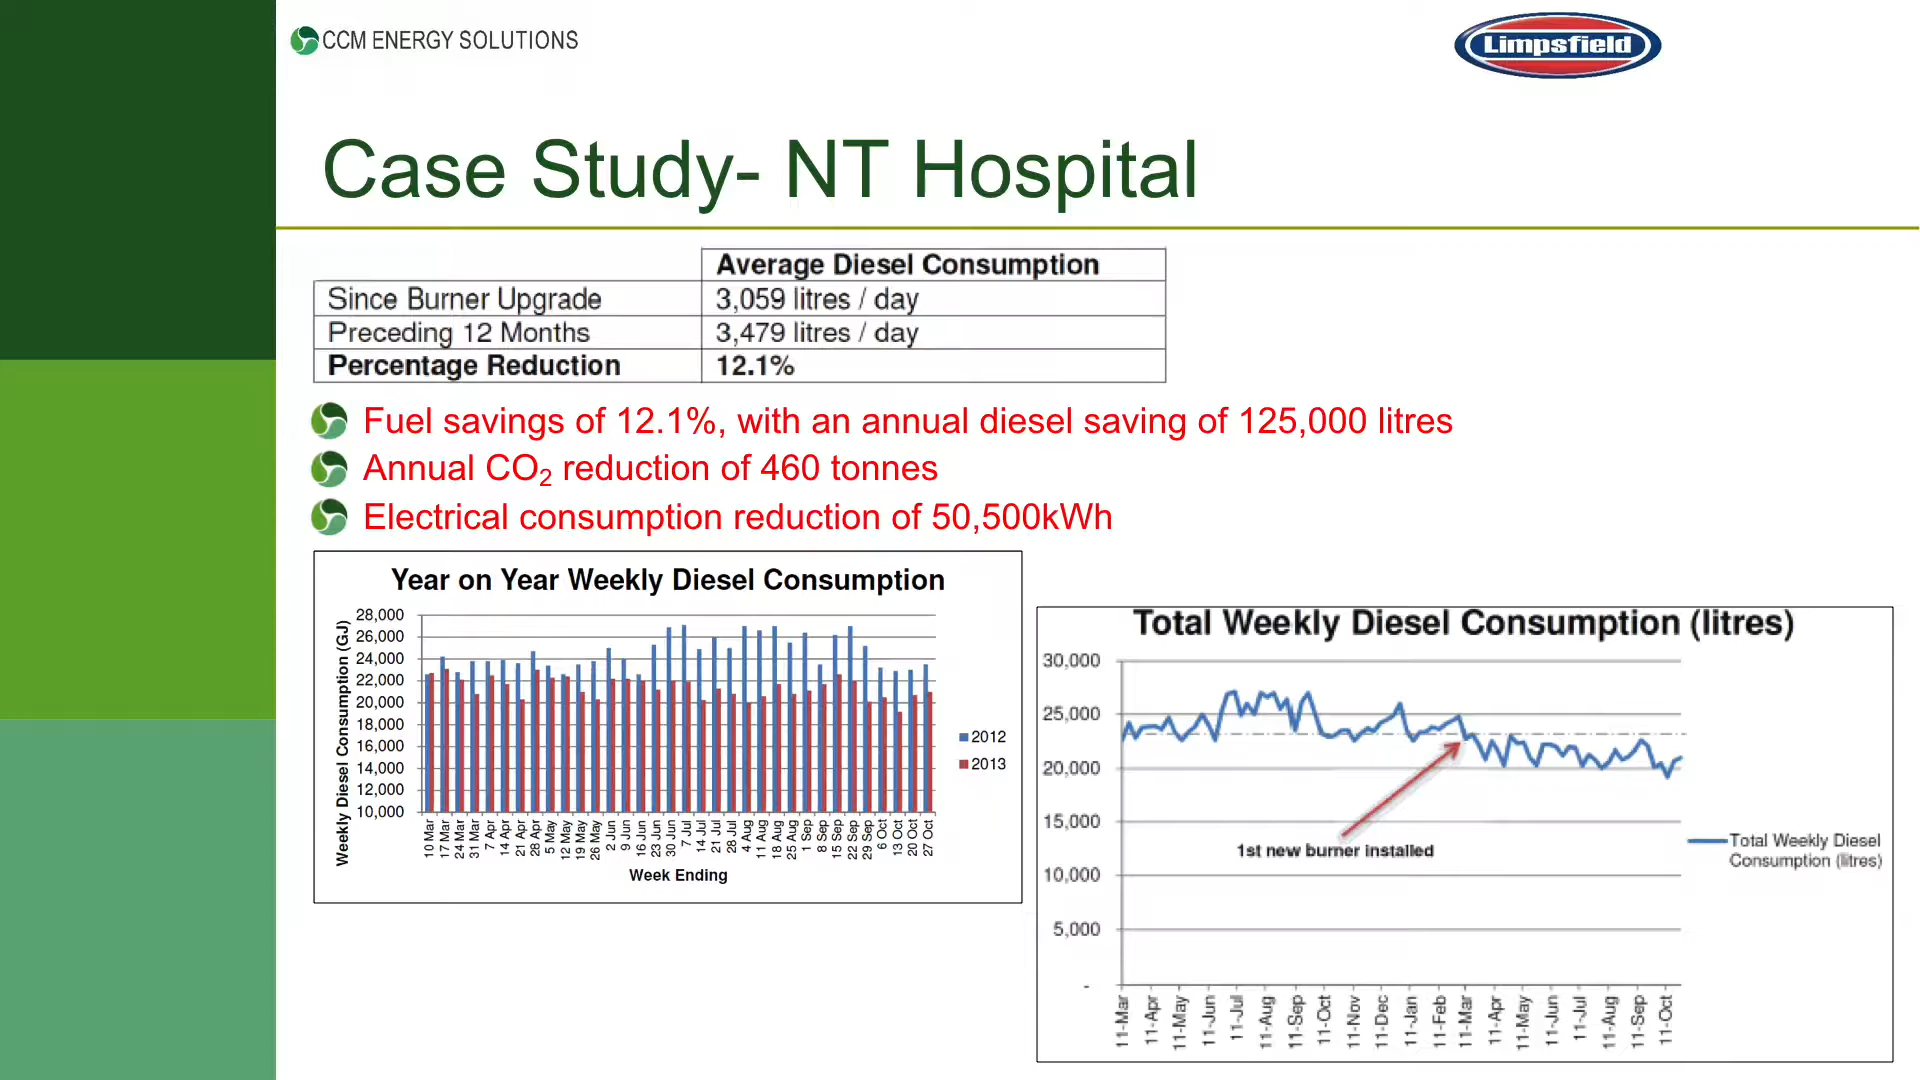 CCM ENERGY SOLUTIONS
Limpsfield
Case Study- NT Hospital
Average Diesel Consumption
Since Burner Upgrade 3,059 litres / day
Preceding 12 Months 3,479 litres / day
Percentage Reduction 12.1%
Fuel savings of 12.1%, with an annual diesel saving of 125,000 litres
Annual CO2 reduction of 460 tonnes
Electrical consumption reduction of 50,500kWh
Year on Year Weekly Diesel Consumption
Weekly Diesel Consumption (GJ)
28,000
26,000
24,000
22,000
20,000
18,000
16,000
14,000
12,000
10,000
10 Mar
17 Mar
24 Mar
31 Mar
7 Apr
14 Apr
21 Apr
28 Apr
5 May
12 May
19 May
26 May
2 Jun
9 Jun
16 Jun
23 Jun
30 Jun
7 Jul
14 Jul
21 Jul
28 Jul
4 Aug
11 Aug
18 Aug
25 Aug
1 Sep
8 Sep
15 Sep
22 Sep
29 Sep
6 Oct
13 Oct
20 Oct
27 Oct
Week Ending
2012
2013
Total Weekly Diesel Consumption (litres)
30,000
25,000
20,000
15,000
10,000
5,000
-
1st new burner installed
11-Mar
11-Apr
11-May
11-Jun
11-Jul
11-Aug
11-Sep
11-Oct
11-Nov
11-Dec
11-Jan
11-Feb
11-Mar
11-Apr
11-May
11-Jun
11-Jul
11-Aug
11-Sep
11-Oct
Total Weekly Diesel
Consumption (litres)